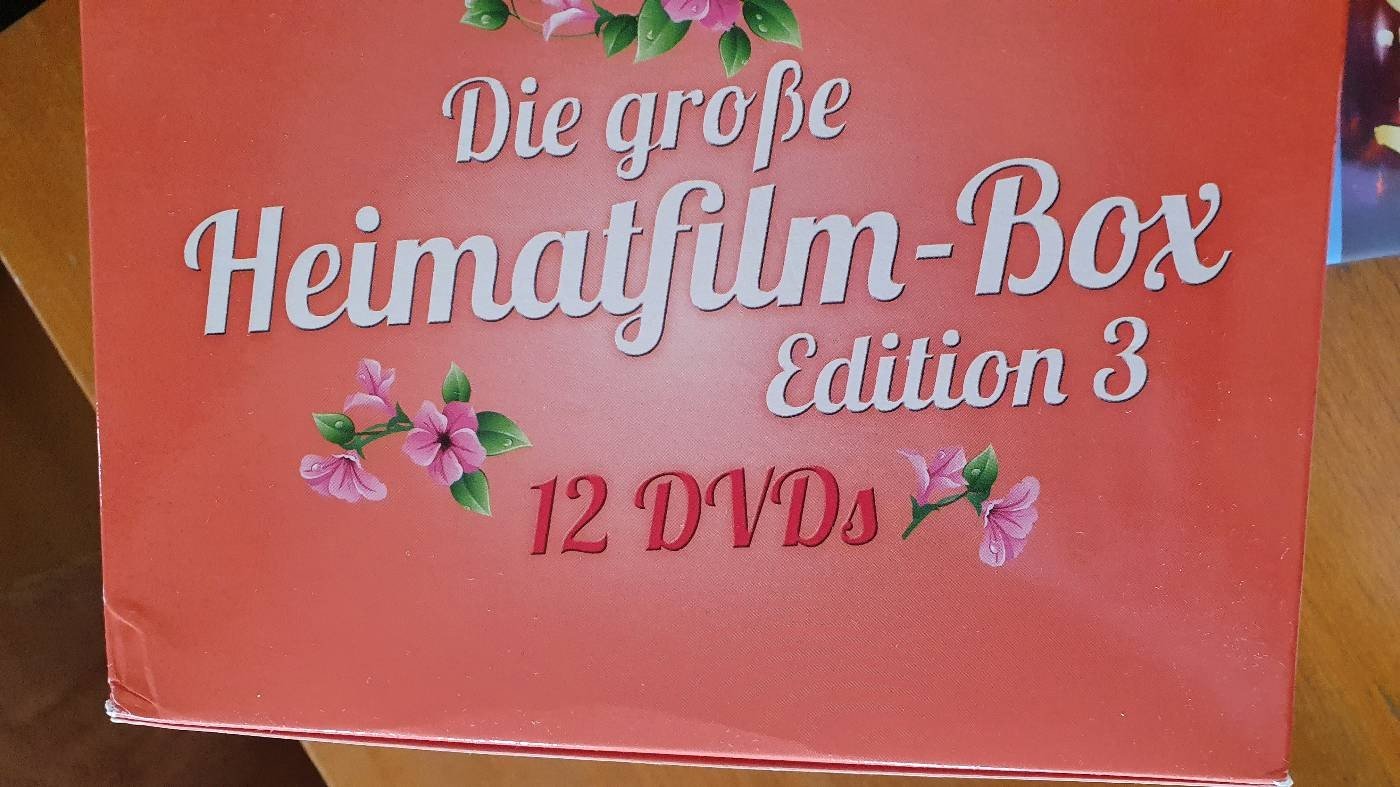 Die große
Heimatfilm-Box
Edition 3
12 DVDs